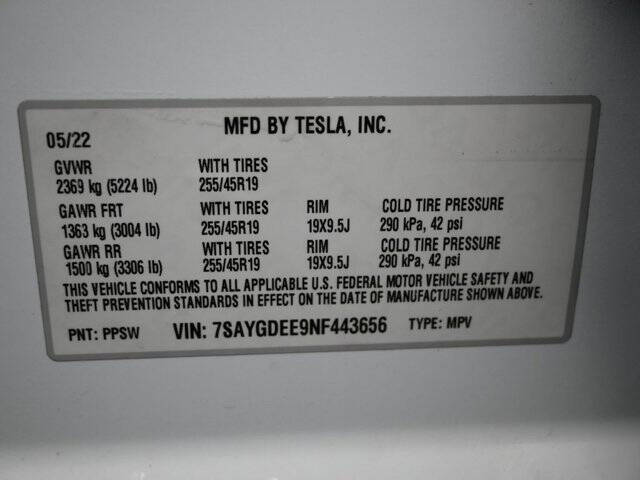 05/22 MFD BY TESLA, INC.
GVWR WITH TIRES
2369 kg (5224 lb) 255/45R19
GAWR FRT WITH TIRES RIM COLD TIRE PRESSURE
1363 kg (3004 lb) 255/45R19 19X9.5J 290 kPa, 42 psi
GAWR RR WITH TIRES RIM COLD TIRE PRESSURE
1500 kg (3306 lb) 255/45R19 19X9.5J 290 kPa, 42 psi
THIS VEHICLE CONFORMS TO ALL APPLICABLE U.S. FEDERAL MOTOR VEHICLE SAFETY AND
THEFT PREVENTION STANDARDS IN EFFECT ON THE DATE OF MANUFACTURE SHOWN ABOVE.
PNT: PPSW VIN: 7SAYGDEE9NF443656 TYPE: MPV